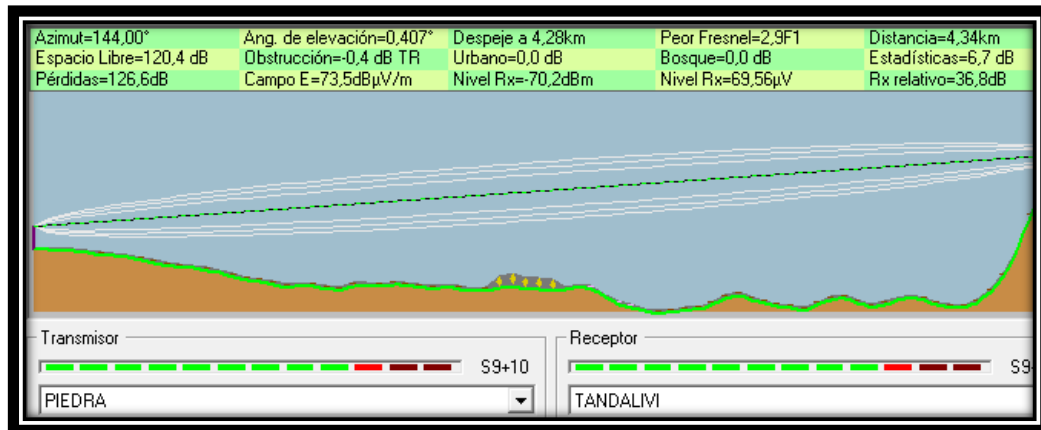 Azimut=144,00° Ang. de elevación=0,407° Despeje a 4,28km Peor Fresnel=2,9F1 Distancia=4,34km
Espacio Libre=120,4 dB Obstrucción=-0,4 dB TR Urbano=0,0 dB Bosque=0,0 dB Estadísticas=6,7 dB
Pérdidas=126,6dB Campo E=73,5dBµV/m Nivel Rx=-70,2dBm Nivel Rx=69,56µV Rx relativo=36,8dB
Transmisor Receptor
S9+10 S9
PIEDRA TANDALIVI